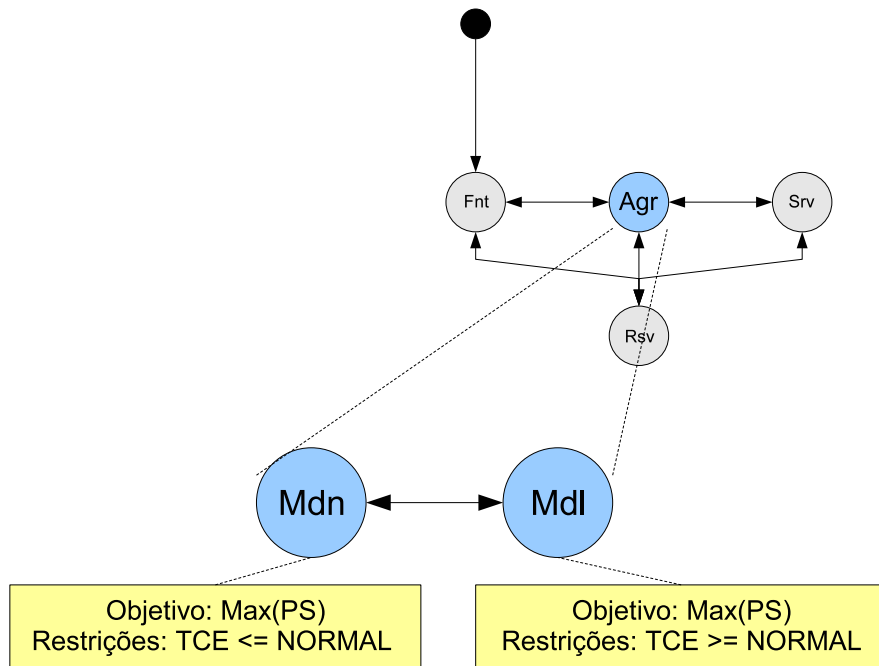 Fnt
Agr
Srv
Rsv
Mdn
Mdl
Objetivo: Max(PS)
Restrições: TCE <= NORMAL
Objetivo: Max(PS)
Restrições: TCE >= NORMAL